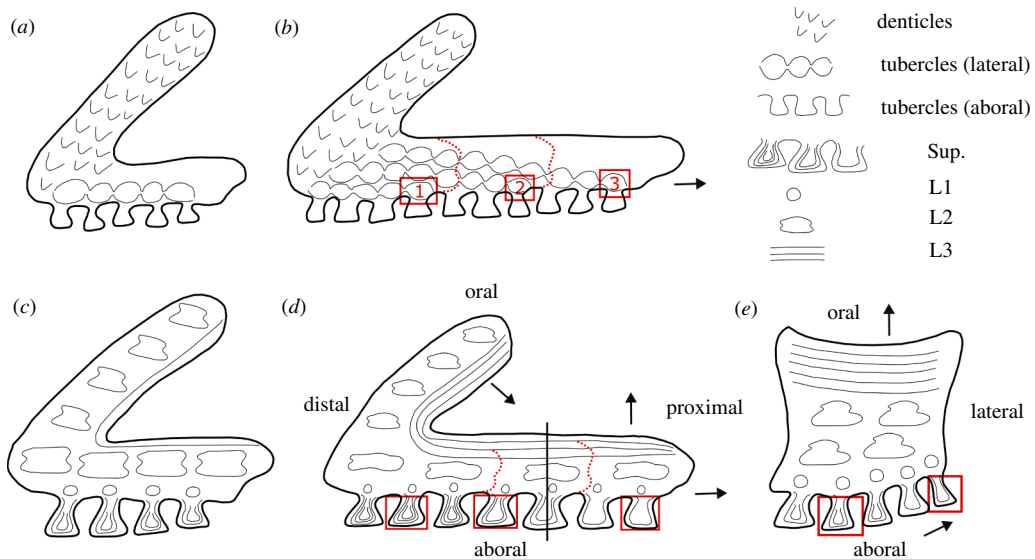 (a)
(b)
denticles
tubercles (lateral)
tubercles (aboral)
Sup.
L1
L2
L3
1
2
3
(c)
(d)
oral
distal
proximal
aboral
(e)
oral
lateral
aboral